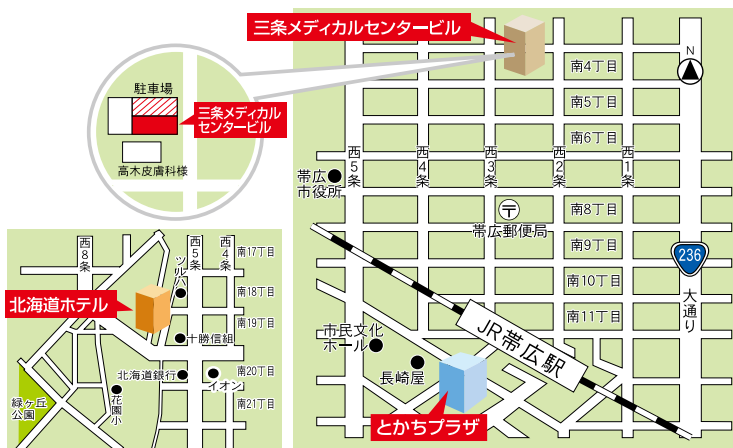 三条メディカルセンタービル
N
南4丁目
南5丁目
南6丁目
西5条
西4条
西3条
西2条
西1条
帯広
市役所
〒
帯広郵便局
南8丁目
南9丁目
南10丁目
南11丁目
236
大通り
JR帯広駅
市民文化
ホール
長崎屋
とかちプラザ
駐車場
三条メディカル
センタービル
高木皮膚科様
西8条
西5条
西4条
南17丁目
南18丁目
南19丁目
南20丁目
南21丁目
ツルハ
北海道ホテル
十勝信組
北海道銀行
イオン
花園小
緑ヶ丘
公園